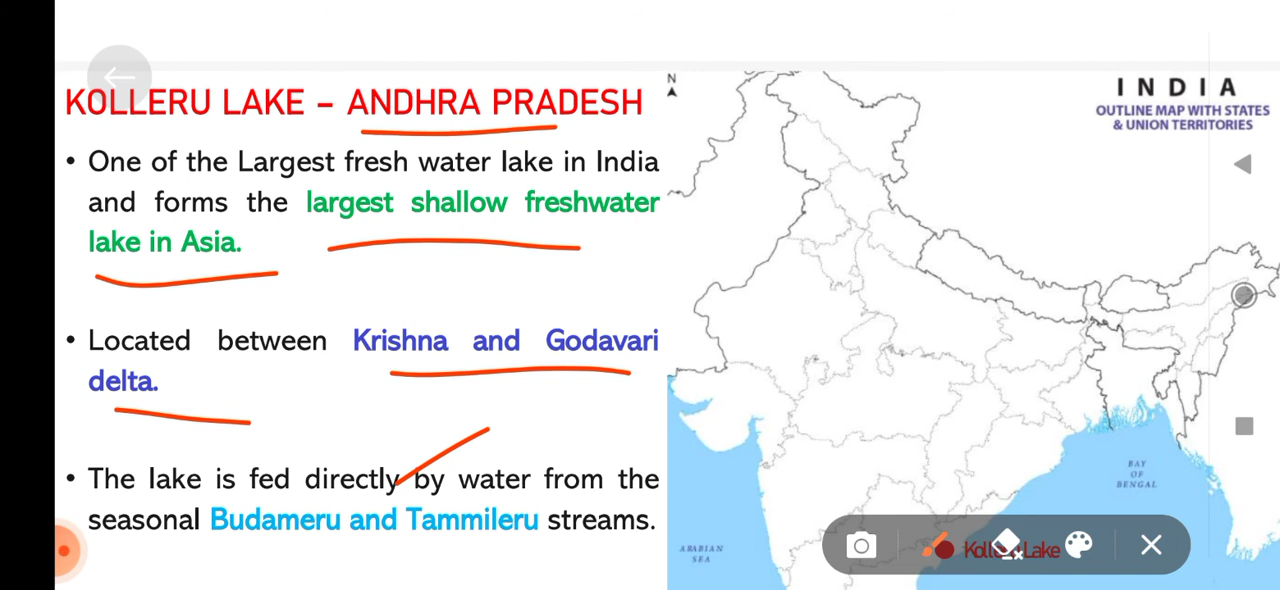 KOLLERU LAKE – ANDHRA PRADESH
• One of the Largest fresh water lake in India
and forms the largest shallow freshwater
lake in Asia.
• Located between Krishna and Godavari
delta.
• The lake is fed directly by water from the
seasonal Budameru and Tammileru streams.
N
INDIA
OUTLINE MAP WITH STATES
& UNION TERRITORIES
BAY
OF
BENGAL
ARABIAN
SEA
Kolleru Lake